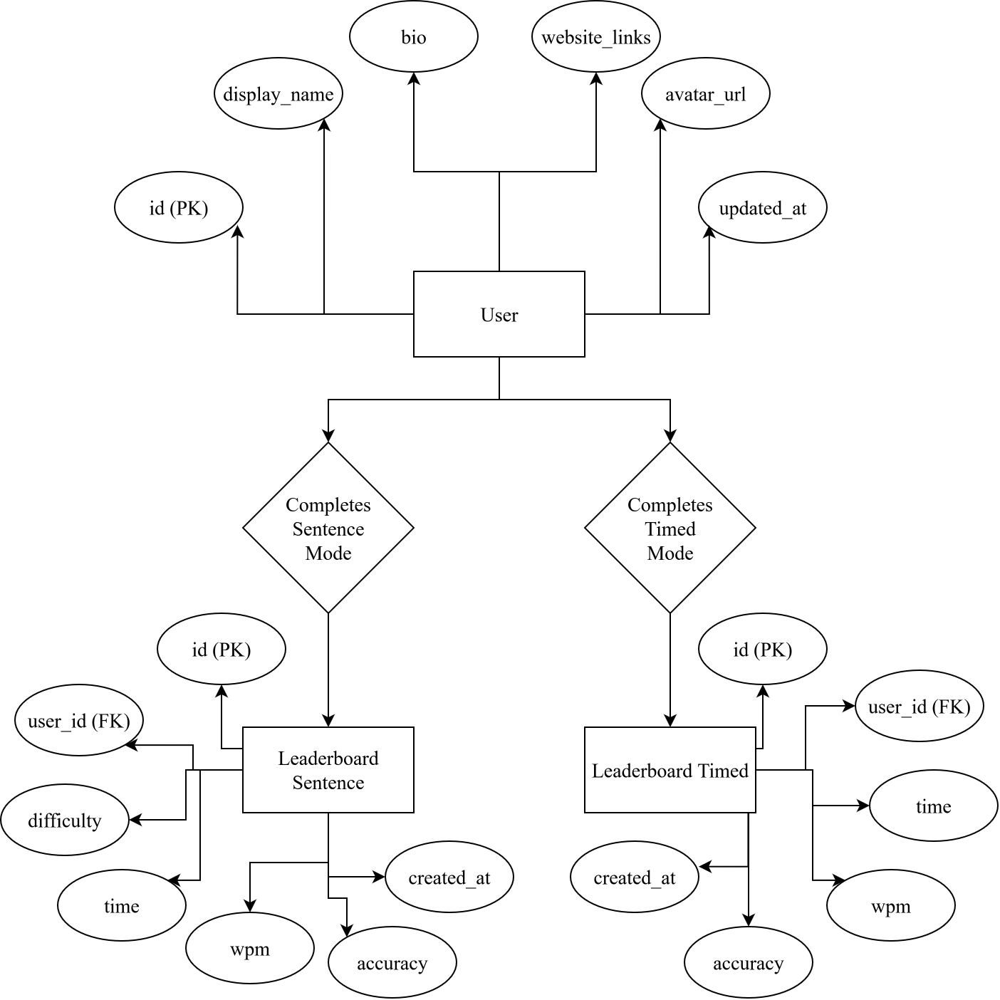 bio
website_links
display_name
avatar_url
id (PK)
updated_at
User
Completes
Sentence
Mode
Completes
Timed
Mode
id (PK)
id (PK)
user_id (FK)
user_id (FK)
Leaderboard
Sentence
Leaderboard Timed
difficulty
time
created_at
created_at
time
wpm
wpm
accuracy
accuracy